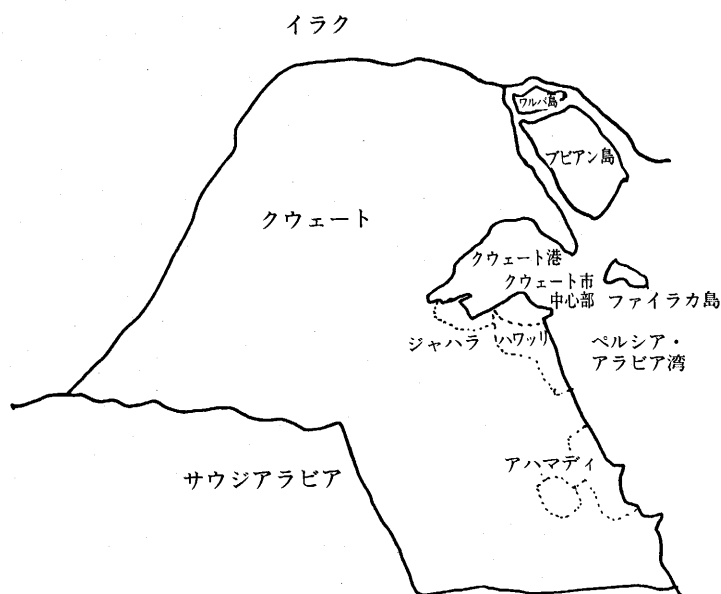 イラク
ワルバ島
ブビアン島
クウェート
クウェート港
クウェート市
中心部
ファイラカ島
ジャハラ
ハワッリ
ペルシア・
アラビア湾
アハマディ
サウジアラビア